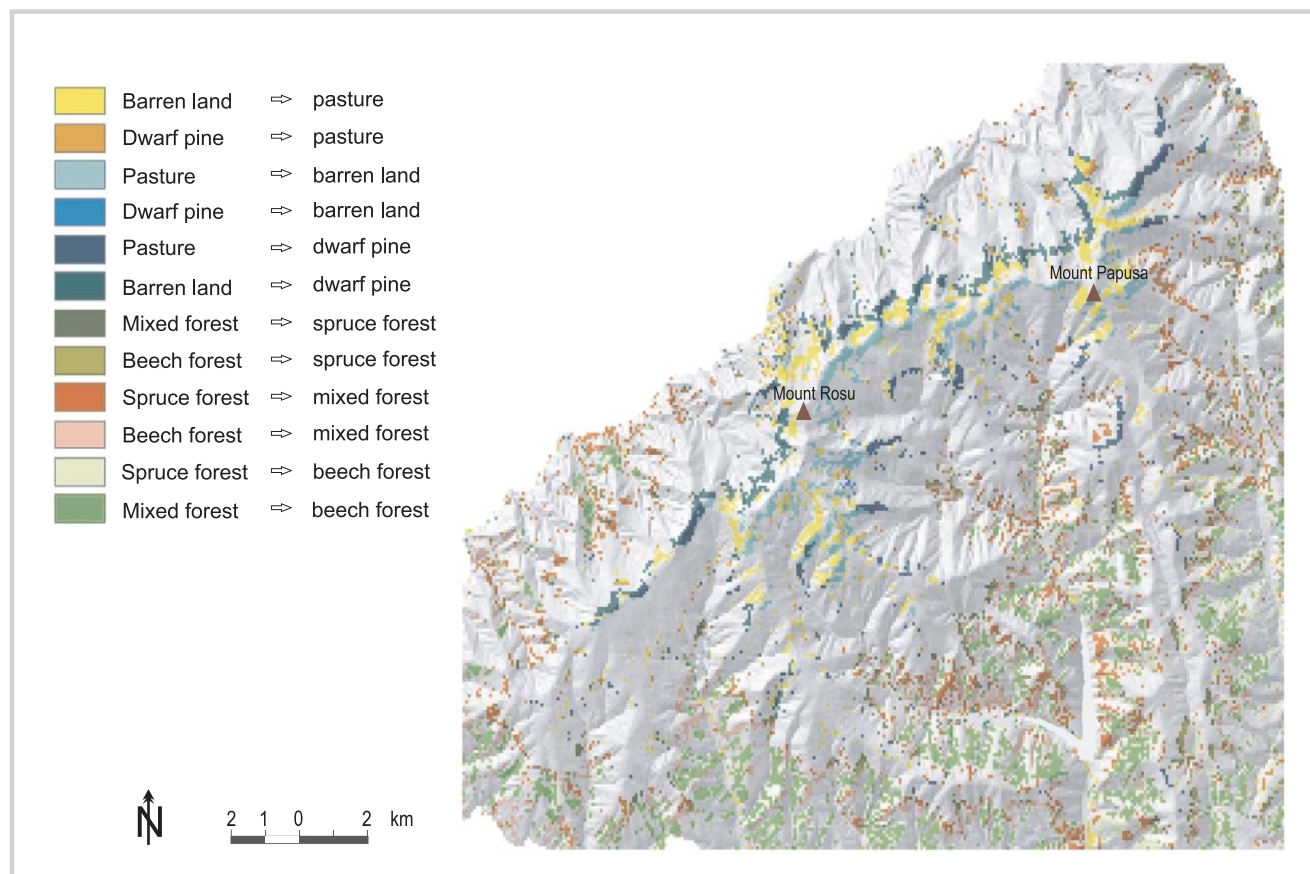 Barren land ⇨ pasture
Dwarf pine ⇨ pasture
Pasture ⇨ barren land
Dwarf pine ⇨ barren land
Pasture ⇨ dwarf pine
Barren land ⇨ dwarf pine
Mixed forest ⇨ spruce forest
Beech forest ⇨ spruce forest
Spruce forest ⇨ mixed forest
Beech forest ⇨ mixed forest
Spruce forest ⇨ beech forest
Mixed forest ⇨ beech forest
Mount Papusa
Mount Rosu
N
2 1 0 2 km